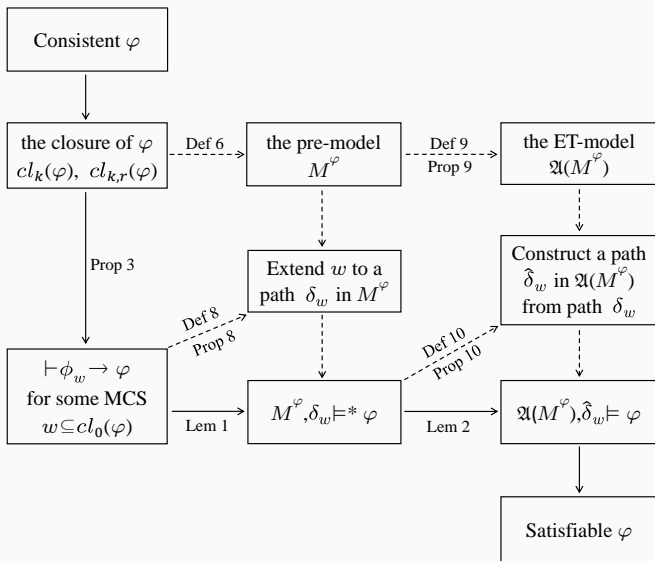 Consistent φ
the closure of φ
cl_k(φ), cl_{k,r}(φ)
Def 6
the pre-model
M^φ
Def 9
Prop 9
the ET-model
𝔄(M^φ)
Prop 3
Extend w to a
path δ_w in M^φ
Construct a path
δ̂_w in 𝔄(M^φ)
from path δ_w
Def 8
Prop 8
Def 10
Prop 10
⊢ϕ_w → φ
for some MCS
w⊆cl_0(φ)
Lem 1
M^φ,δ_w⊨* φ
Lem 2
𝔄(M^φ),δ̂_w⊨ φ
Satisfiable φ